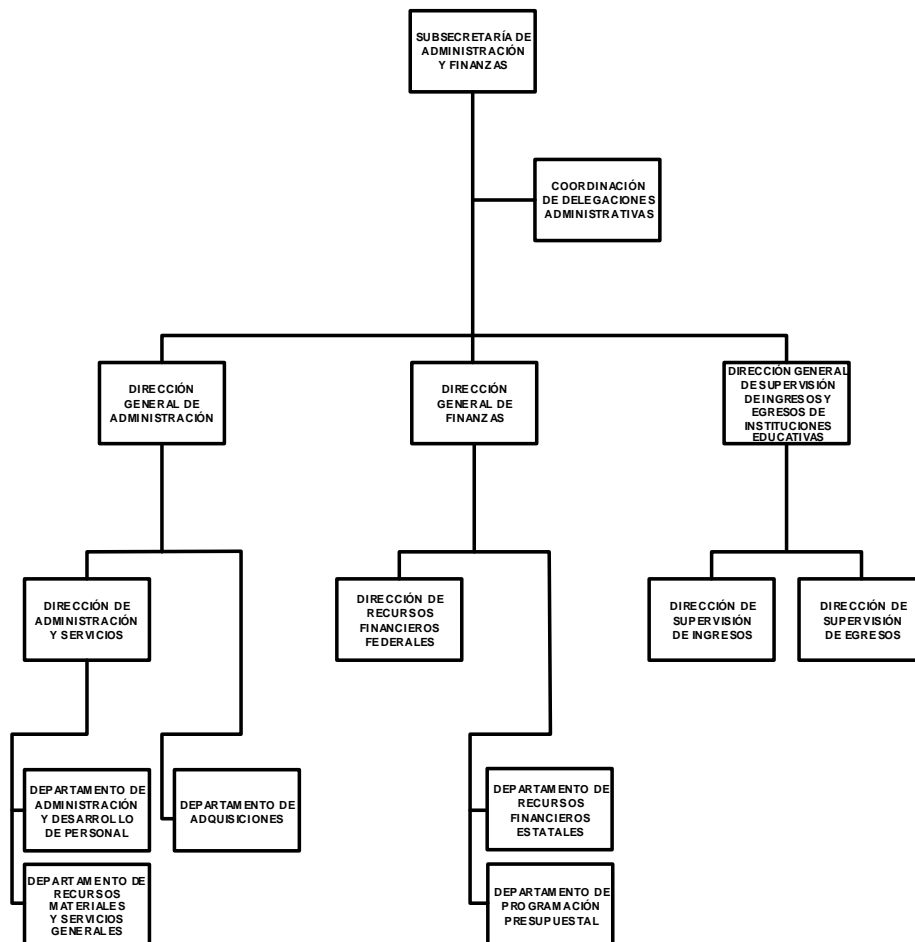 SUBSECRETARÍA DE
ADMINISTRACIÓN
Y FINANZAS
COORDINACIÓN
DE DELEGACIONES
ADMINISTRATIVAS
DIRECCIÓN
GENERAL DE
ADMINISTRACIÓN
DIRECCIÓN
GENERAL DE
FINANZAS
DIRECCIÓN GENERAL
DE SUPERVISIÓN
DE INGRESOS Y
EGRESOS DE
INSTITUCIONES
EDUCATIVAS
DIRECCIÓN DE
ADMINISTRACIÓN
Y SERVICIOS
DIRECCIÓN DE
RECURSOS
FINANCIEROS
FEDERALES
DIRECCIÓN DE
SUPERVISIÓN
DE INGRESOS
DIRECCIÓN DE
SUPERVISIÓN
DE EGRESOS
DEPARTAMENTO DE
ADMINISTRACIÓN
Y DESARROLLO
DE PERSONAL
DEPARTAMENTO DE
ADQUISICIONES
DEPARTAMENTO DE
RECURSOS
FINANCIEROS
ESTATALES
DEPARTAMENTO DE
RECURSOS
MATERIALES
Y SERVICIOS
GENERALES
DEPARTAMENTO DE
PROGRAMACIÓN
PRESUPUESTAL